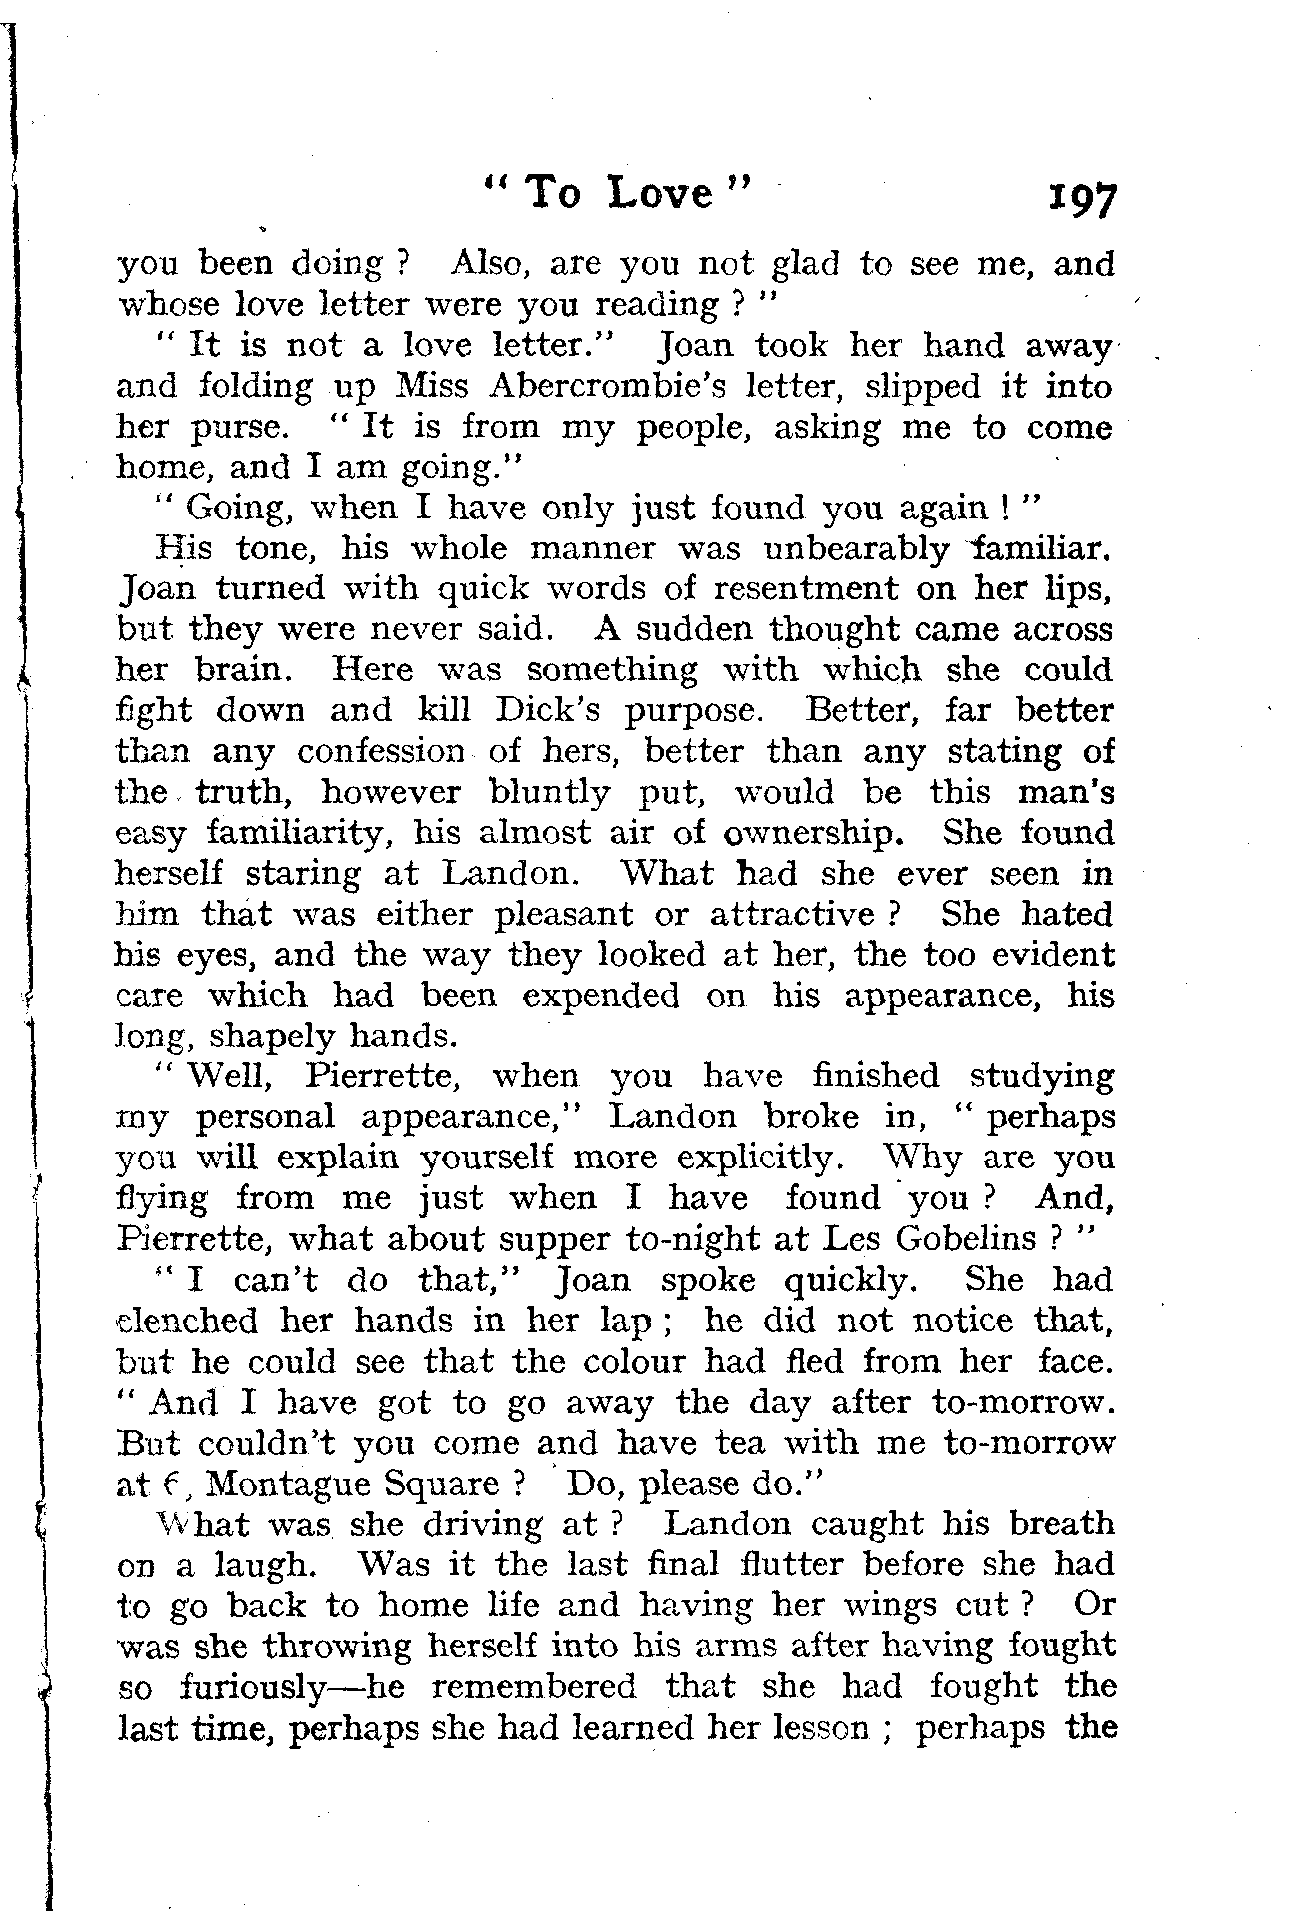 " To Love " 197
you been doing ? Also, are you not glad to see me, and
whose love letter were you reading ? "
" It is not a love letter." Joan took her hand away
and folding up Miss Abercrombie's letter, slipped it into
her purse. " It is from my people, asking me to come
home, and I am going."
" Going, when I have only just found you again ! "
His tone, his whole manner was unbearably familiar.
Joan turned with quick words of resentment on her lips,
but they were never said. A sudden thought came across
her brain. Here was something with which she could
fight down and kill Dick's purpose. Better, far better
than any confession of hers, better than any stating of
the truth, however bluntly put, would be this man's
easy familiarity, his almost air of ownership. She found
herself staring at Landon. What had she ever seen in
him that was either pleasant or attractive ? She hated
his eyes, and the way they looked at her, the too evident
care which had been expended on his appearance, his
long, shapely hands.
" Well, Pierrette, when you have finished studying
my personal appearance," Landon broke in, " perhaps
you will explain yourself more explicitly. Why are you
flying from me just when I have found you ? And,
Pierrette, what about supper to-night at Les Gobelins ? "
" I can't do that," Joan spoke quickly. She had
clenched her hands in her lap ; he did not notice that,
but he could see that the colour had fled from her face.
" And I have got to go away the day after to-morrow.
But couldn't you come and have tea with me to-morrow
at 6, Montague Square ? Do, please do."
What was she driving at ? Landon caught his breath
on a laugh. Was it the last final flutter before she had
to go back to home life and having her wings cut ? Or
was she throwing herself into his arms after having fought
so furiously—he remembered that she had fought the
last time, perhaps she had learned her lesson ; perhaps the